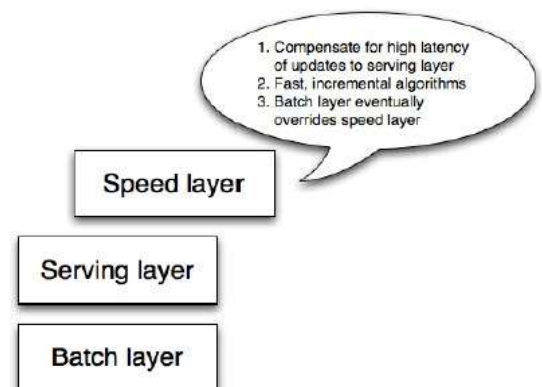 1. Compensate for high latency
of updates to serving layer
2. Fast, incremental algorithms
3. Batch layer eventually
overrides speed layer
Speed layer
Serving layer
Batch layer